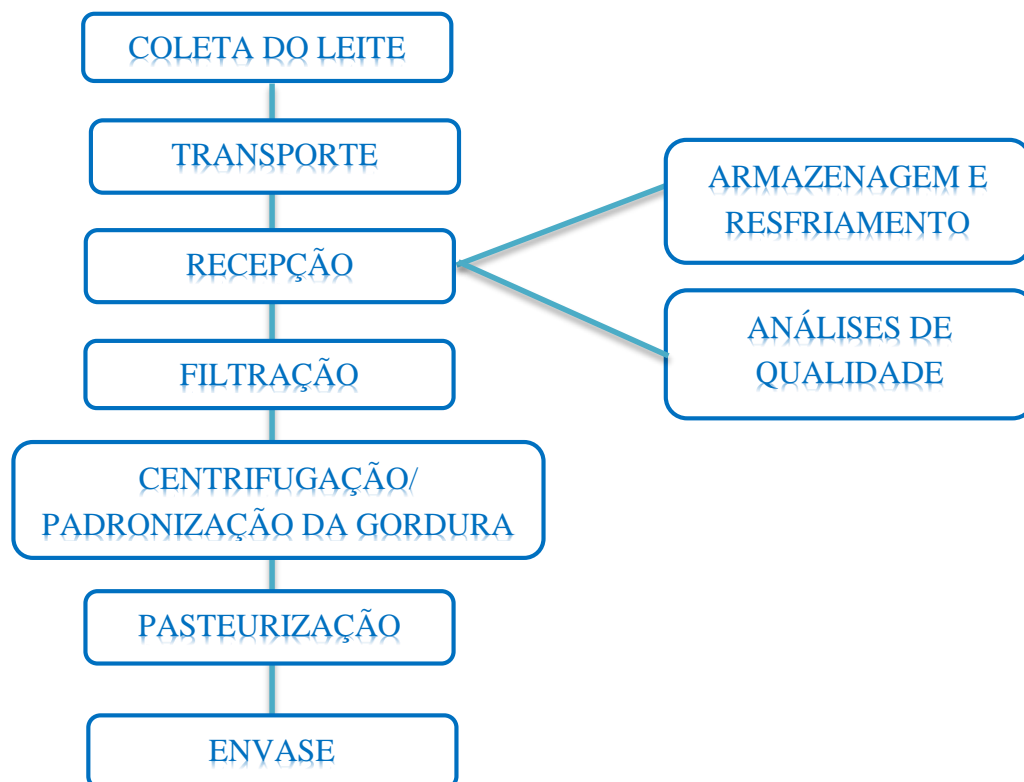 COLETA DO LEITE
TRANSPORTE
RECEPÇÃO
ARMAZENAGEM E
RESFRIAMENTO
ANÁLISES DE
QUALIDADE
FILTRAÇÃO
CENTRIFUGAÇÃO/
PADRONIZAÇÃO DA GORDURA
PASTEURIZAÇÃO
ENVASE